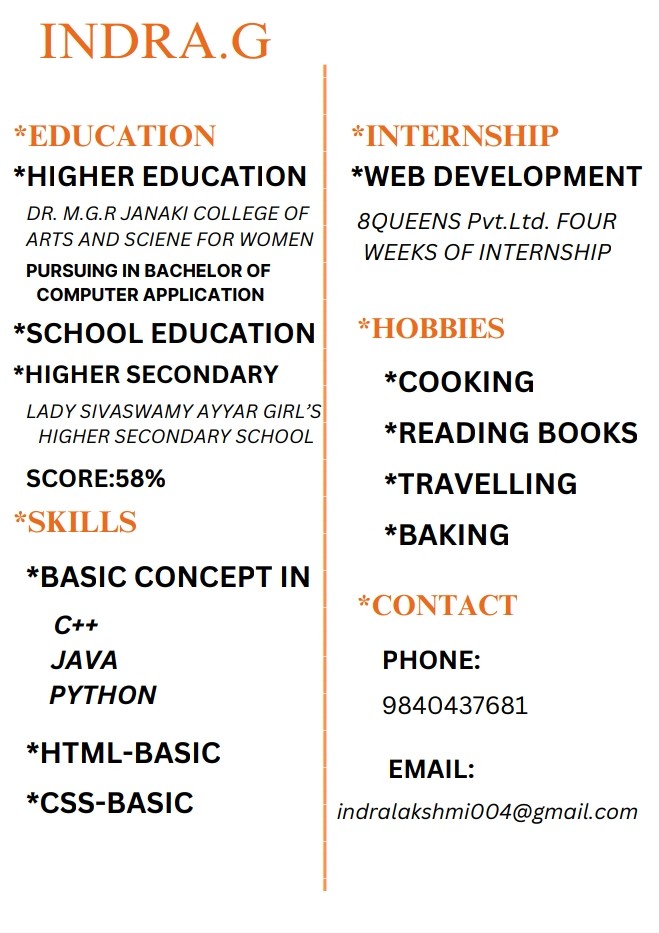 INDRA.G
*EDUCATION
*HIGHER EDUCATION
DR. M.G.R JANAKI COLLEGE OF
ARTS AND SCIENE FOR WOMEN
PURSUING IN BACHELOR OF
COMPUTER APPLICATION
*SCHOOL EDUCATION
*HIGHER SECONDARY
LADY SIVASWAMY AYYAR GIRL'S
HIGHER SECONDARY SCHOOL
SCORE:58%
*SKILLS
*BASIC CONCEPT IN
C++
JAVA
PYTHON
*HTML-BASIC
*CSS-BASIC
*INTERNSHIP
*WEB DEVELOPMENT
8QUEENS Pvt.Ltd. FOUR
WEEKS OF INTERNSHIP
*HOBBIES
*COOKING
*READING BOOKS
*TRAVELLING
*BAKING
*CONTACT
PHONE:
9840437681
EMAIL:
indralakshmi004@gmail.com